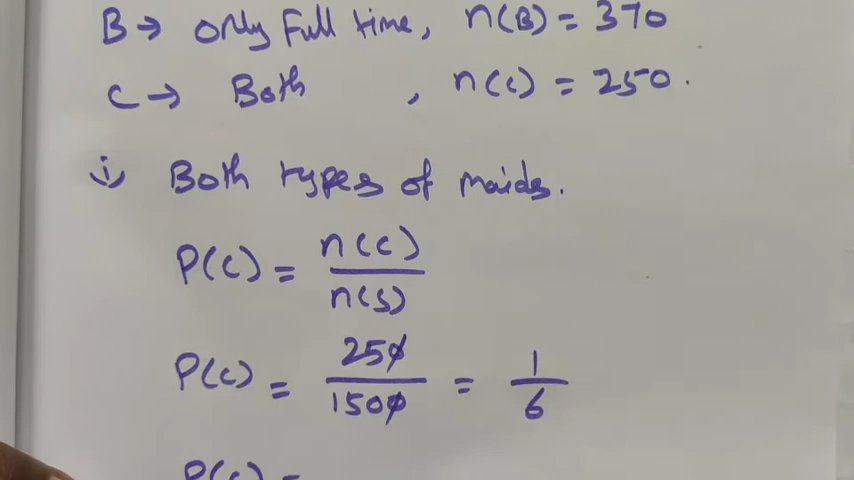 B → Only Full time, n(B) = 370
C → Both , n(C) = 250.
i) Both types of maids.
P(C) = n(C) / n(S)
P(C) = 250 / 1500 = 1 / 6
P(C) =